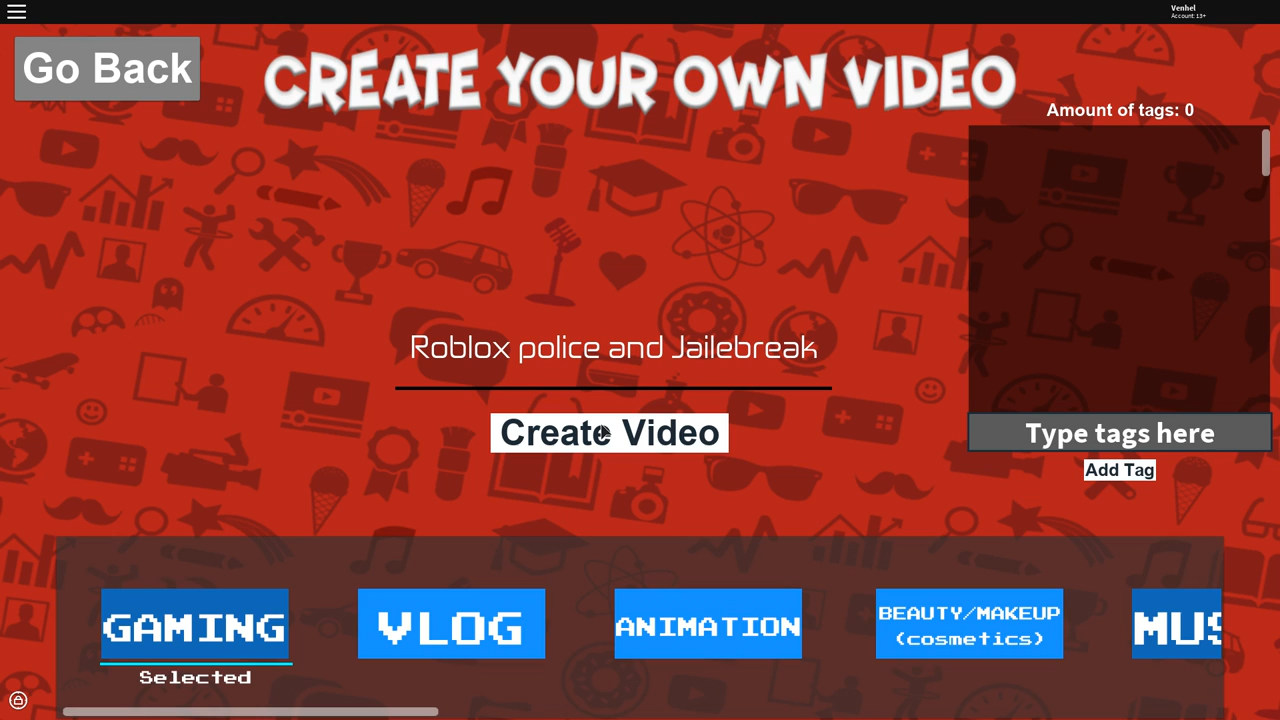 Venhel
Account: 13+
Go Back
CREATE YOUR OWN VIDEO
Amount of tags: 0
Roblox police and Jailebreak
Create Video
Type tags here
Add Tag
GAMING
VLOG
ANIMATION
BEAUTY/MAKEUP
(cosmetics)
MUS
Selected